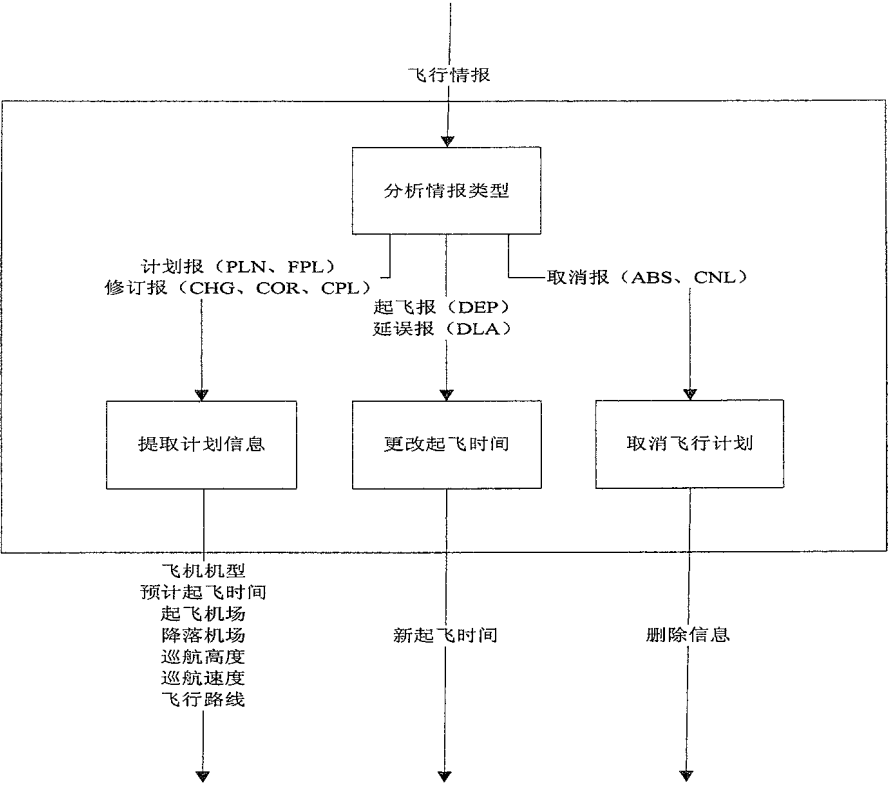 飞行情报
分析情报类型
计划报（PLN、FPL）
修订报（CHG、COR、CPL）
起飞报（DEP）
延误报（DLA）
取消报（ABS、CNL）
提取计划信息
更改起飞时间
取消飞行计划
飞机机型
预计起飞时间
起飞机场
降落机场
巡航高度
巡航速度
飞行路线
新起飞时间
删除信息